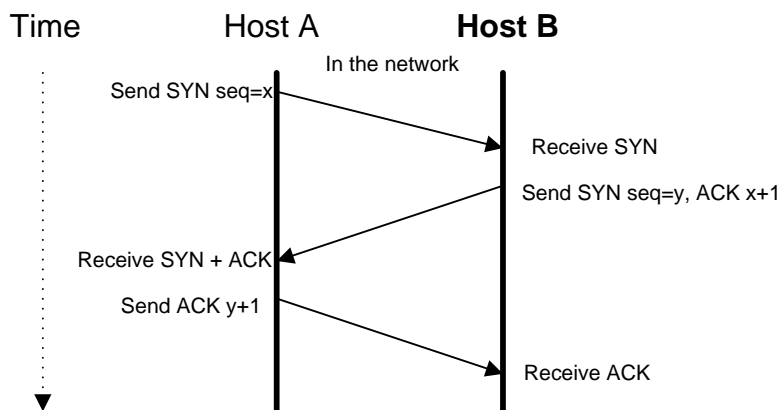 Time
Host A
Host B
In the network
Send SYN seq=x
Receive SYN
Send SYN seq=y, ACK x+1
Receive SYN + ACK
Send ACK y+1
Receive ACK